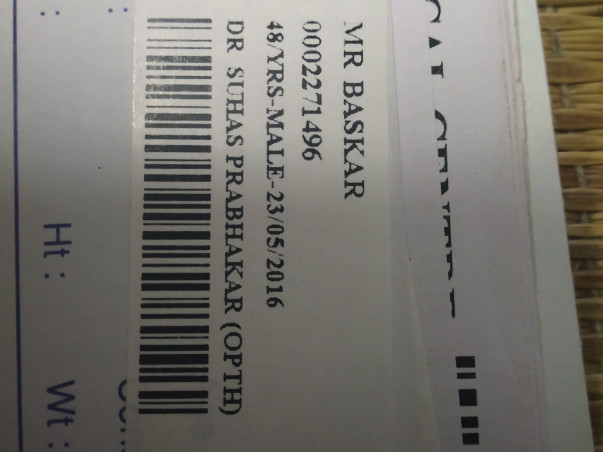 MR BASKAR
0002271496
48/YRS-MALE-23/05/2016
DR SUHAS PRABHAKAR (OPTH)
Ht :
Wt :